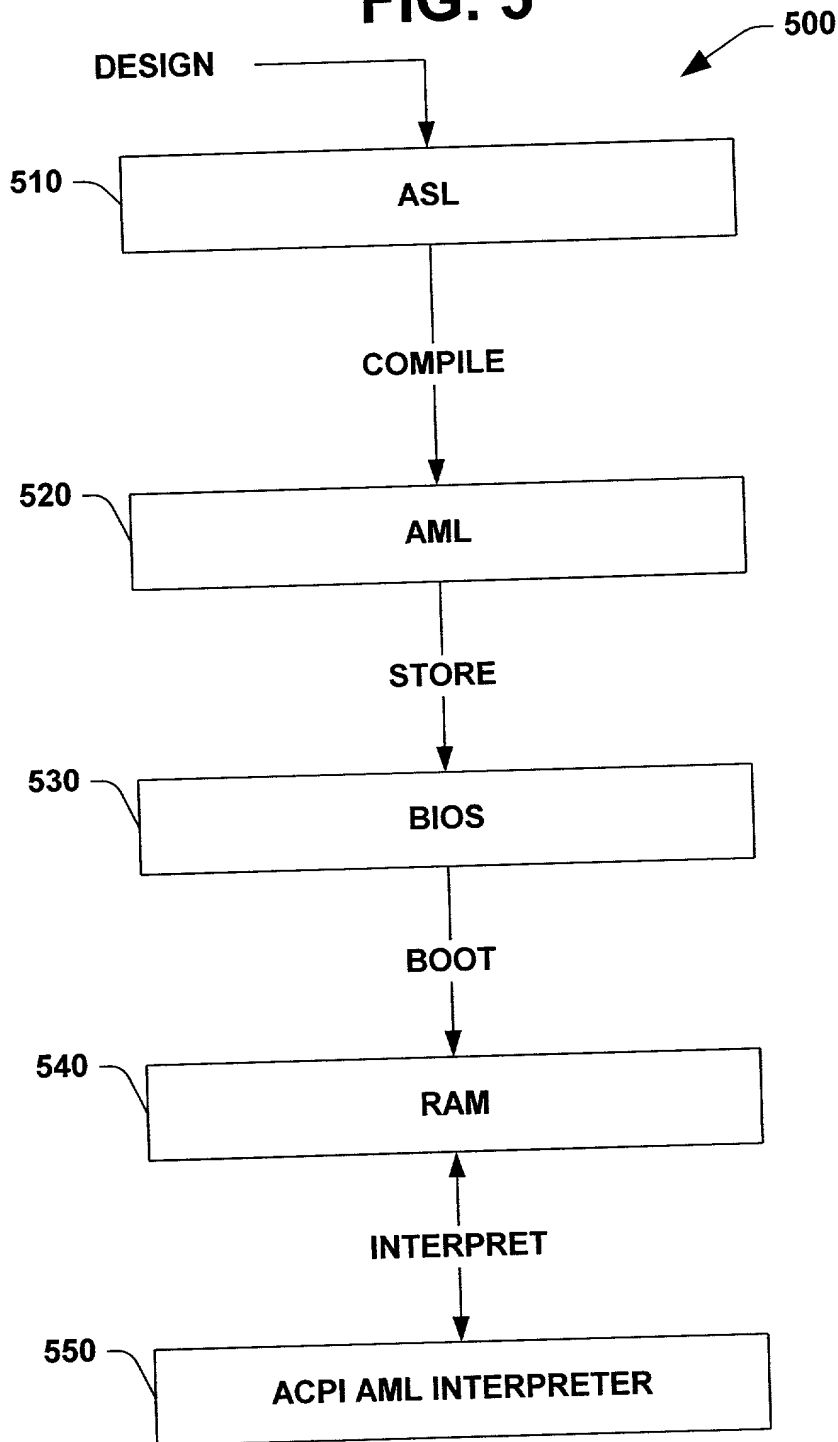 FIG. 5
500
DESIGN
510
ASL
COMPILE
520
AML
STORE
530
BIOS
BOOT
540
RAM
INTERPRET
550
ACPI AML INTERPRETER